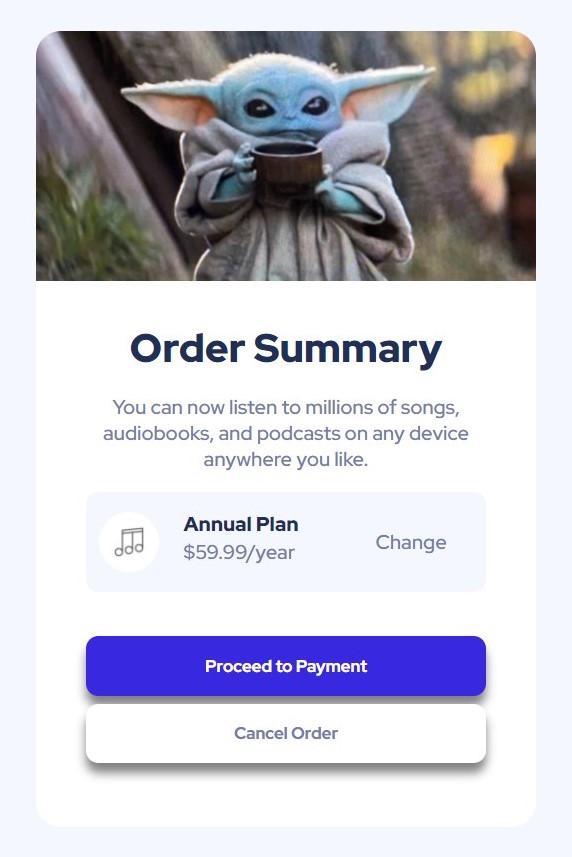 Order Summary
You can now listen to millions of songs,
audiobooks, and podcasts on any device
anywhere you like.
Annual Plan
$59.99/year
Change
Proceed to Payment
Cancel Order